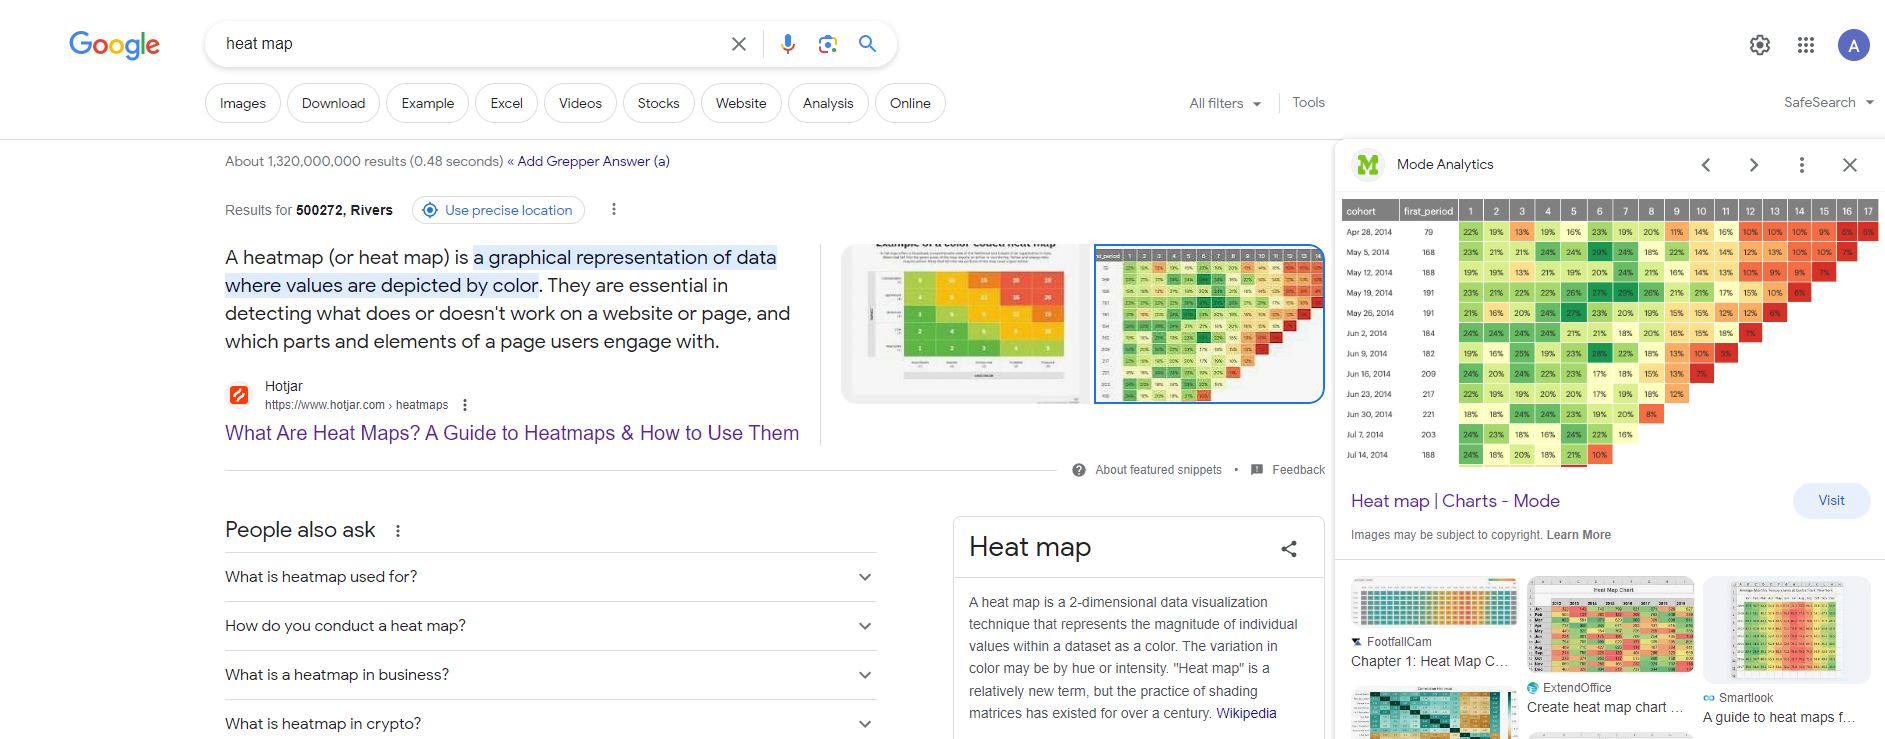 Google
heat map
A
Images
Download
Example
Excel
Videos
Stocks
Website
Analysis
Online
All filters
Tools
SafeSearch
About 1,320,000,000 results (0.48 seconds) « Add Grepper Answer (a)
Results for 500272, Rivers
Use precise location
A heatmap (or heat map) is a graphical representation of data
where values are depicted by color. They are essential in
detecting what does or doesn't work on a website or page, and
which parts and elements of a page users engage with.
Hotjar
https://www.hotjar.com › heatmaps
What Are Heat Maps? A Guide to Heatmaps & How to Use Them
About featured snippets • Feedback
People also ask
What is heatmap used for?
How do you conduct a heat map?
What is a heatmap in business?
What is heatmap in crypto?
Heat map
A heat map is a 2-dimensional data visualization
technique that represents the magnitude of individual
values within a dataset as a color. The variation in
color may be by hue or intensity. "Heat map" is a
relatively new term, but the practice of shading
matrices has existed for over a century. Wikipedia
M
Mode Analytics
cohort first_period 1 2 3 4 5 6 7 8 9 10 11 12 13 14 15 16 17
Apr 28, 2014 79 22% 19% 13% 19% 16% 23% 19% 20% 11% 14% 16% 10% 10% 10% 9% 6% 6%
May 5, 2014 168 23% 21% 21% 24% 24% 29% 24% 18% 22% 14% 14% 12% 13% 10% 10% 7%
May 12, 2014 188 19% 19% 13% 21% 19% 20% 24% 21% 16% 14% 13% 10% 9% 9% 7%
May 19, 2014 191 23% 21% 22% 22% 26% 27% 29% 26% 21% 21% 17% 15% 10% 6%
May 26, 2014 191 21% 16% 20% 24% 27% 23% 20% 19% 15% 15% 12% 12% 6%
Jun 2, 2014 184 24% 24% 24% 24% 21% 21% 18% 20% 16% 15% 18% 7%
Jun 9, 2014 182 19% 16% 25% 19% 23% 28% 22% 18% 13% 10% 5%
Jun 16, 2014 209 24% 20% 24% 22% 23% 17% 18% 15% 13% 7%
Jun 23, 2014 217 22% 19% 19% 20% 20% 17% 19% 18% 12%
Jun 30, 2014 221 18% 18% 24% 24% 23% 19% 20% 8%
Jul 7, 2014 203 24% 23% 18% 16% 24% 22% 16%
Jul 14, 2014 188 24% 18% 20% 18% 21% 10%
Heat map | Charts - Mode
Visit
Images may be subject to copyright. Learn More
FootfallCam
Chapter 1: Heat Map C...
Heat Map Chart
ExtendOffice
Create heat map chart ...
Smartlook
A guide to heat maps f...